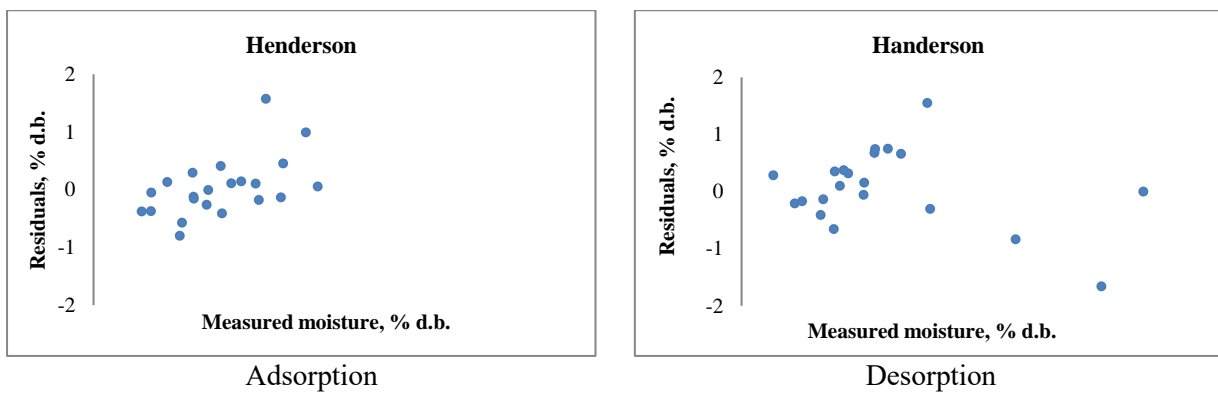 Henderson
2
1
0
-1
-2
Residuals, % d.b.
Measured moisture, % d.b.
Adsorption
Handerson
2
1
0
-1
-2
Residuals, % d.b.
Measured moisture, % d.b.
Desorption